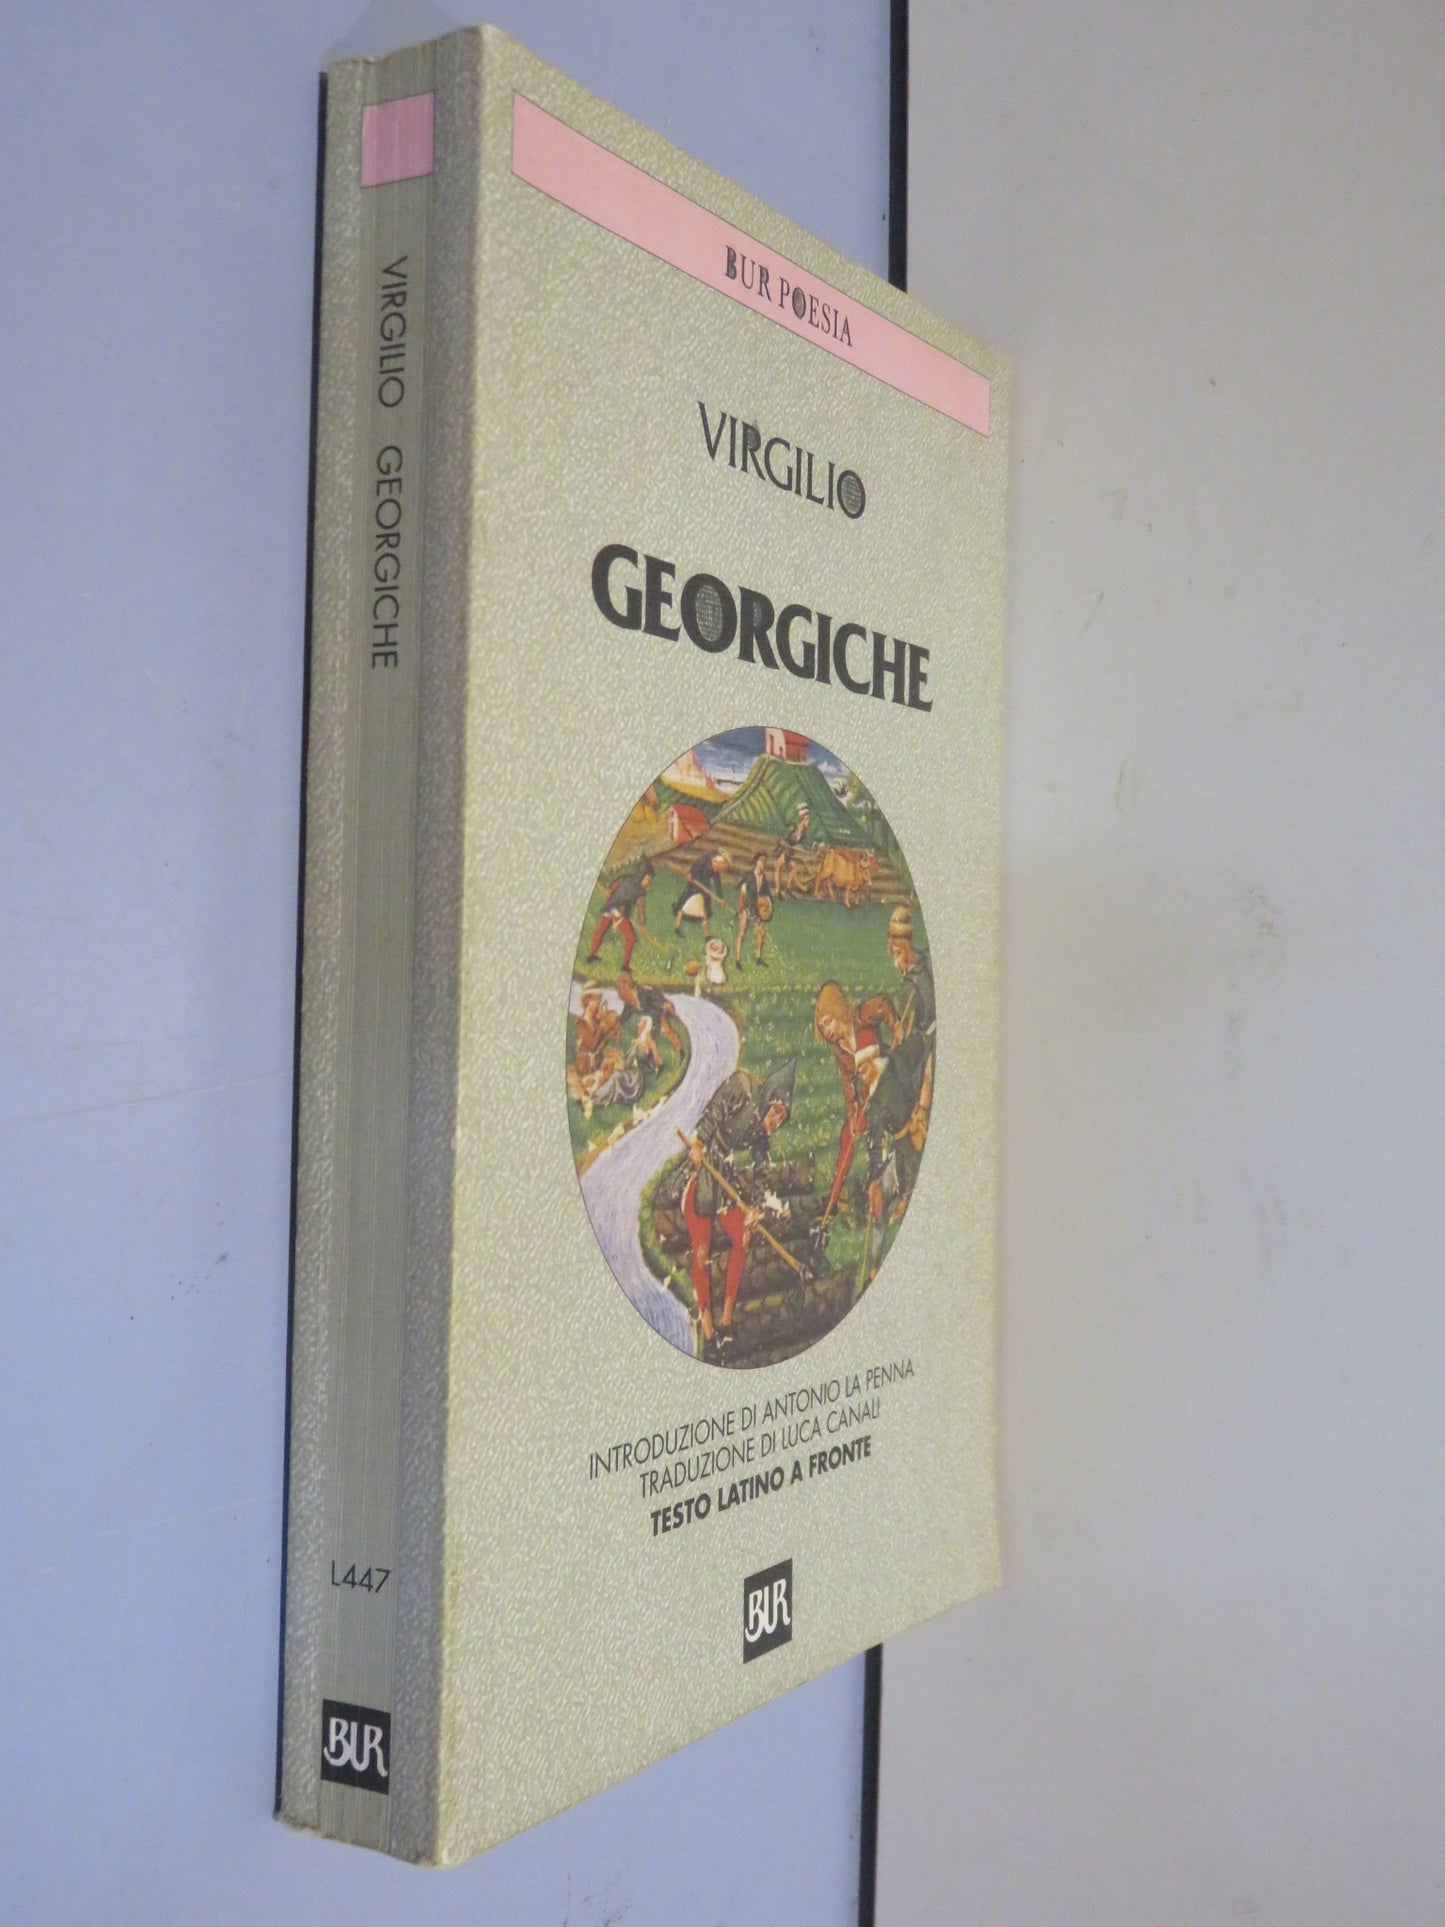 VIRGILIO GEORGICHE
L447
BUR
BUR POESIA
VIRGILIO
GEORGICHE
INTRODUZIONE DI ANTONIO LA PENNA
TRADUZIONE DI LUCA CANALI
TESTO LATINO A FRONTE
BUR